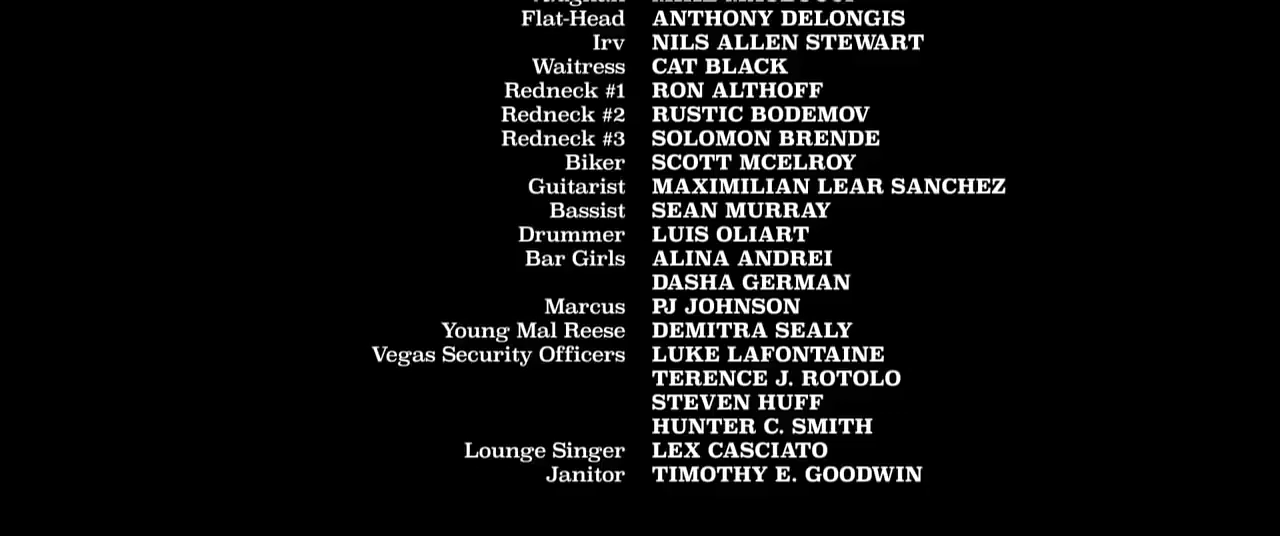 Flat-Head ANTHONY DELONGIS
Irv NILS ALLEN STEWART
Waitress CAT BLACK
Redneck #1 RON ALTHOFF
Redneck #2 RUSTIC BODEMOV
Redneck #3 SOLOMON BRENDE
Biker SCOTT MCELROY
Guitarist MAXIMILIAN LEAR SANCHEZ
Bassist SEAN MURRAY
Drummer LUIS OLIART
Bar Girls ALINA ANDREI
DASHA GERMAN
Marcus PJ JOHNSON
Young Mal Reese DEMITRA SEALY
Vegas Security Officers LUKE LAFONTAINE
TERENCE J. ROTOLO
STEVEN HUFF
HUNTER C. SMITH
Lounge Singer LEX CASCIATO
Janitor TIMOTHY E. GOODWIN